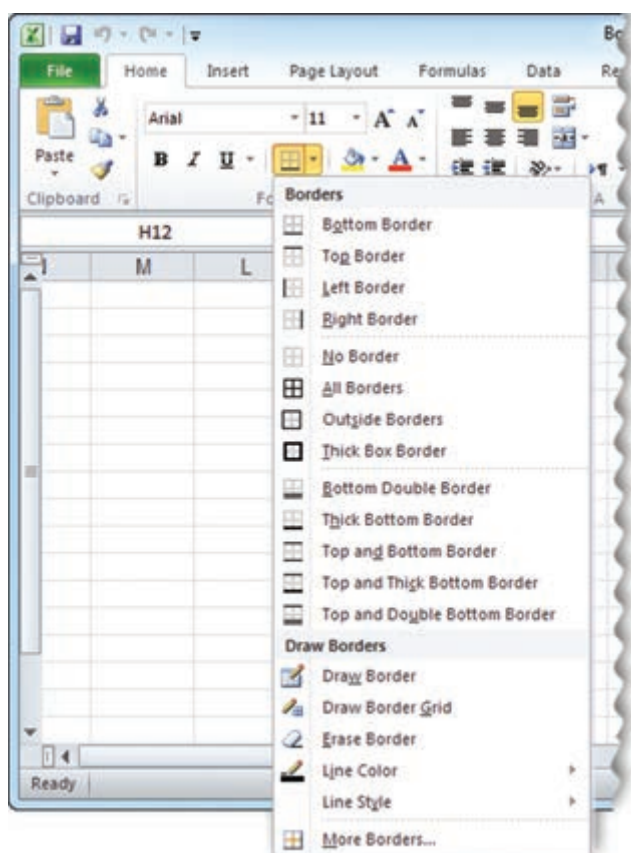 Bo
File Home Insert Page Layout Formulas Data Re
Arial 11 A A
Paste B I U A
Clipboard Fo A
Borders
H12
M L
Bottom Border
Top Border
Left Border
Right Border
No Border
All Borders
Outside Borders
Thick Box Border
Bottom Double Border
Thick Bottom Border
Top and Bottom Border
Top and Thick Bottom Border
Top and Double Bottom Border
Draw Borders
Draw Border
Draw Border Grid
Erase Border
Line Color
Line Style
More Borders...
Ready